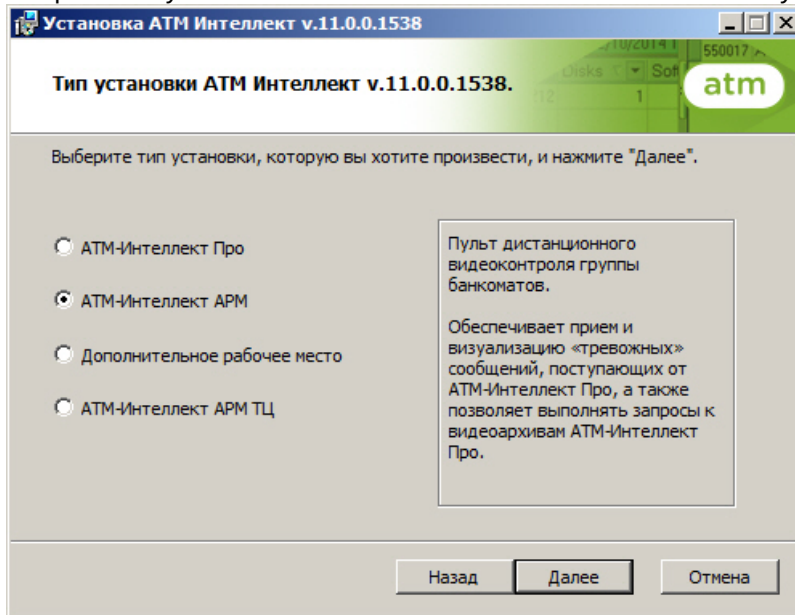 Установка АТМ Интеллект v.11.0.0.1538
Тип установки АТМ Интеллект v.11.0.0.1538.
atm
Выберите тип установки, которую вы хотите произвести, и нажмите "Далее".
АТМ-Интеллект Про
АТМ-Интеллект АРМ
Дополнительное рабочее место
АТМ-Интеллект АРМ ТЦ
Пульт дистанционного
видеоконтроля группы
банкоматов.
Обеспечивает прием и
визуализацию «тревожных»
сообщений, поступающих от
АТМ-Интеллект Про, а также
позволяет выполнять запросы к
видеоархивам АТМ-Интеллект
Про.
Назад
Далее
Отмена